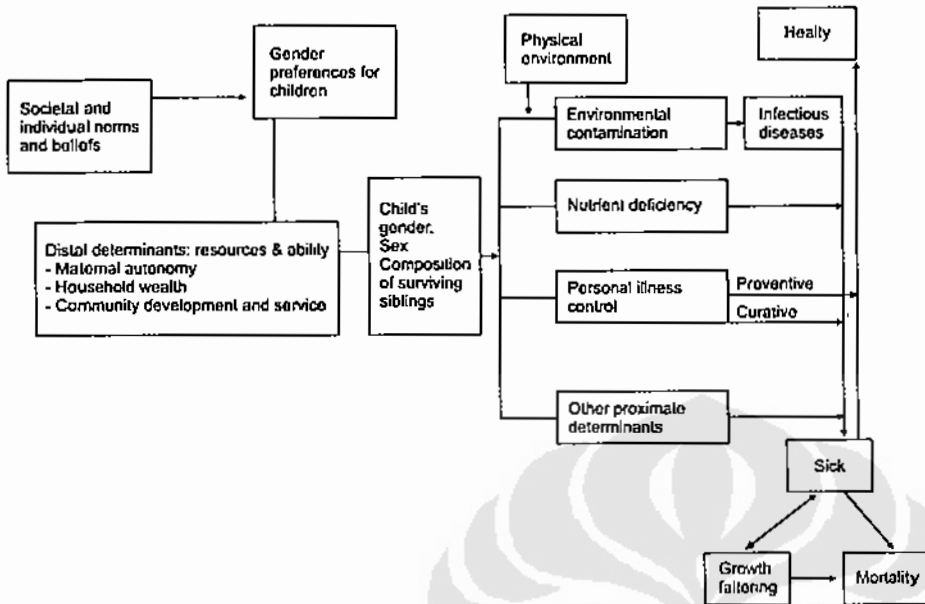 Healty
Physical
environment
Gender
preferences for
children
Societal and
individual norms
and beliefs
Environmental
contamination
Infectious
diseases
Child's
gender.
Sex
Composition
of surviving
siblings
Nutrient deficiency
Distal determinants: resources & ability
- Maternal autonomy
- Household wealth
- Community development and service
Personal illness
control
Preventive
Curative
Other proximate
determinants
Sick
Growth
faltering
Mortality